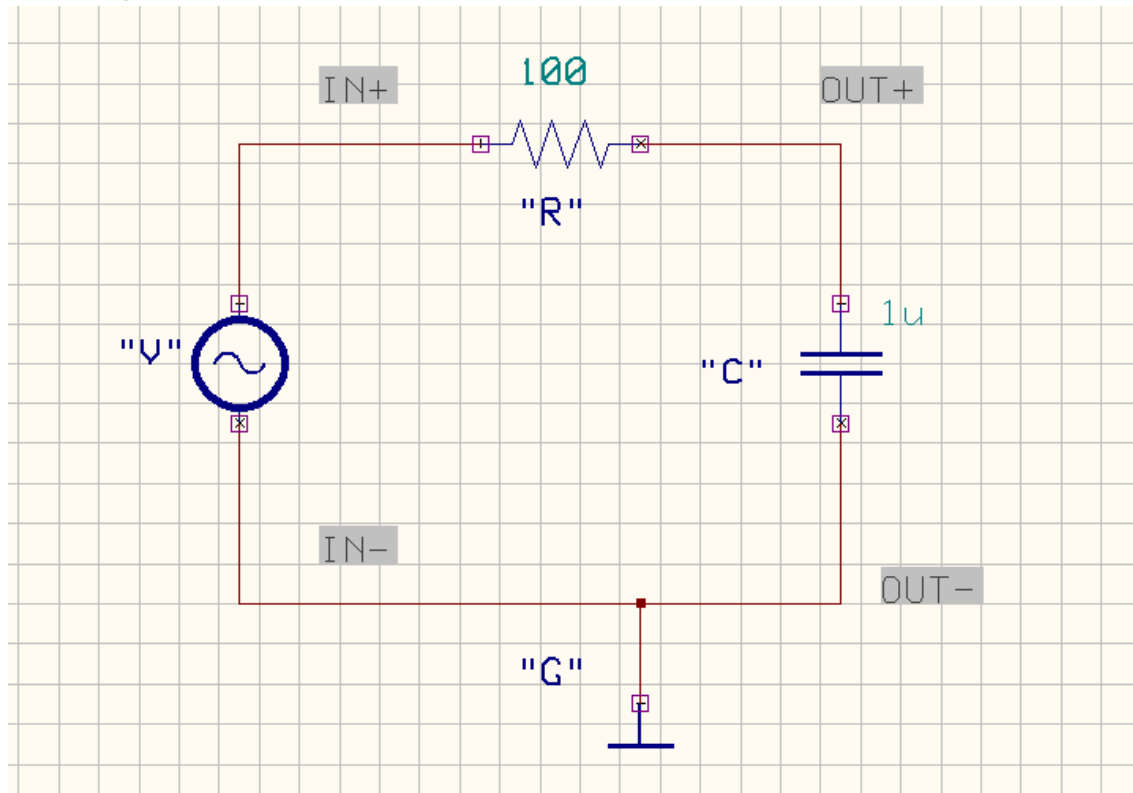 100
IN+
OUT+
"R"
1u
"V"
"C"
IN-
OUT-
"G"